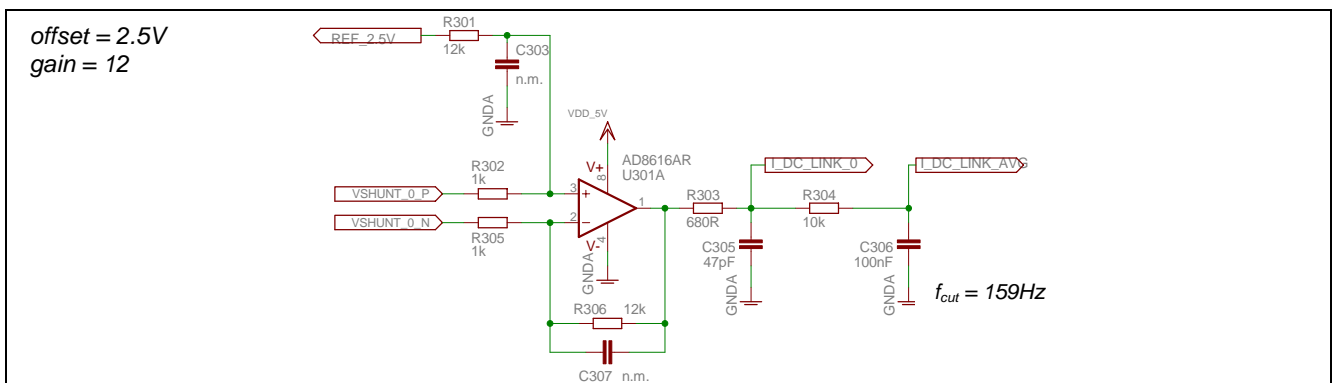 offset = 2.5V
gain = 12
R301
REF_2.5V
12k
C303
n.m.
GNDA
VDD_5V
AD8616AR
U301A
V+
8
R302
1k
VSHUNT_0_P
3
+
1
VSHUNT_0_N
2
−
R305
1k
V-
4
GNDA
R303
680R
I_DC_LINK_0
I_DC_LINK_AVG
R304
10k
C305
47pF
GNDA
C306
100nF
GNDA
fcut = 159Hz
R306
12k
C307
n.m.